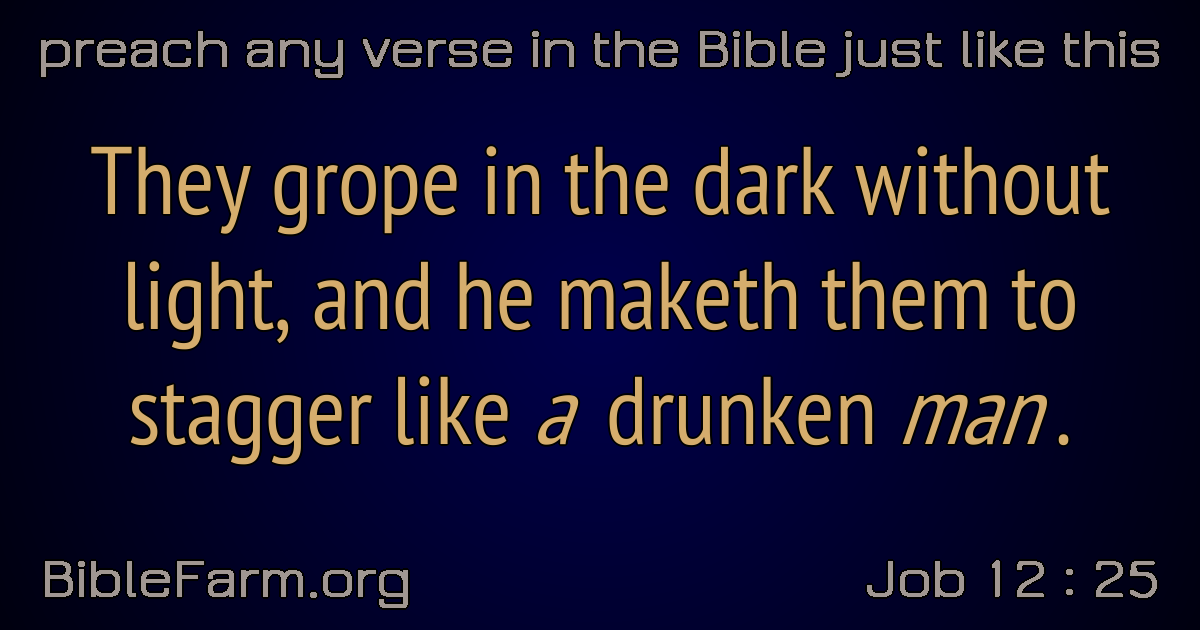 preach any verse in the Bible just like this
They grope in the dark without
light, and he maketh them to
stagger like a drunken man.
BibleFarm.org
Job 12 : 25